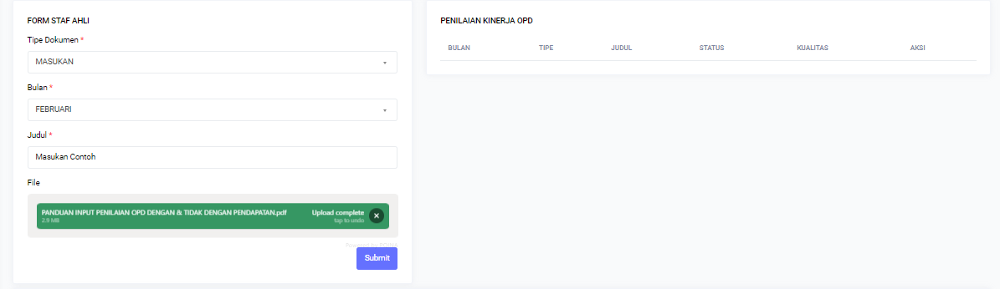 FORM STAF AHLI
Tipe Dokumen *
MASUKAN
Bulan *
FEBRUARI
Judul *
Masukan Contoh
File
PANDUAN INPUT PENILAIAN OPD DENGAN & TIDAK DENGAN PENDAPATAN.pdf
2.9 MB
Upload complete
tap to undo
Powered by PQINA
Submit
PENILAIAN KINERJA OPD
BULAN TIPE JUDUL STATUS KUALITAS AKSI